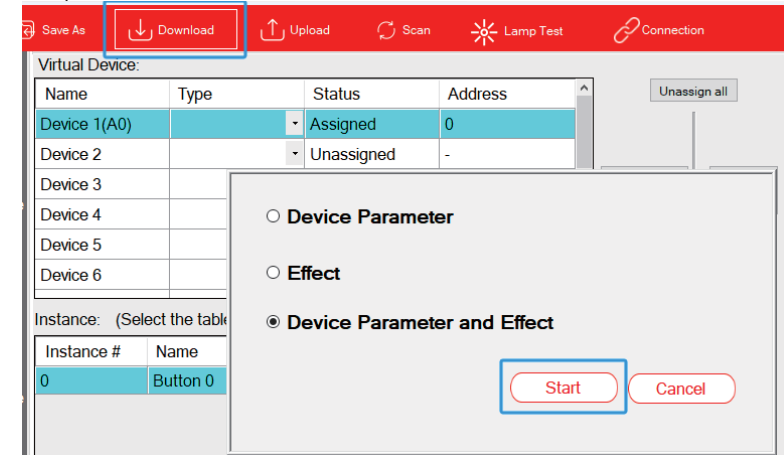 Save As Download Upload Scan Lamp Test Connection
Virtual Device:
Name Type Status Address
Unassign all
Device 1(A0) Assigned 0
Device 2 Unassigned -
Device 3
Device 4
Device 5
Device 6
Device Parameter
Effect
Device Parameter and Effect
Start Cancel
Instance: (Select the table
Instance # Name
0 Button 0